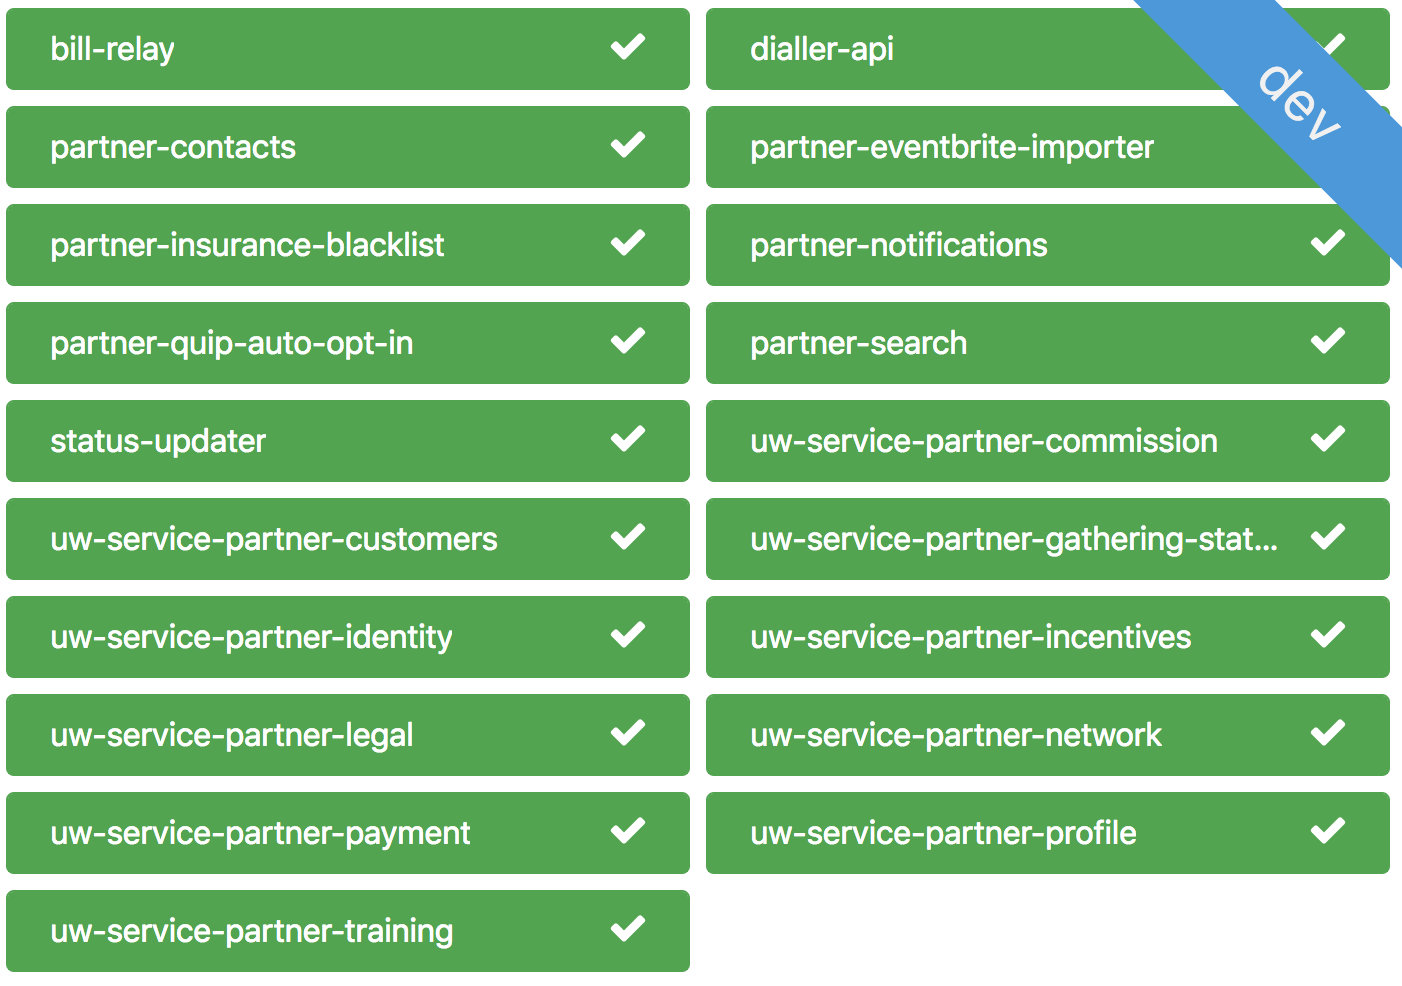 bill-relay
dialler-api
dev
partner-contacts
partner-eventbrite-importer
partner-insurance-blacklist
partner-notifications
partner-quip-auto-opt-in
partner-search
status-updater
uw-service-partner-commission
uw-service-partner-customers
uw-service-partner-gathering-stat...
uw-service-partner-identity
uw-service-partner-incentives
uw-service-partner-legal
uw-service-partner-network
uw-service-partner-payment
uw-service-partner-profile
uw-service-partner-training